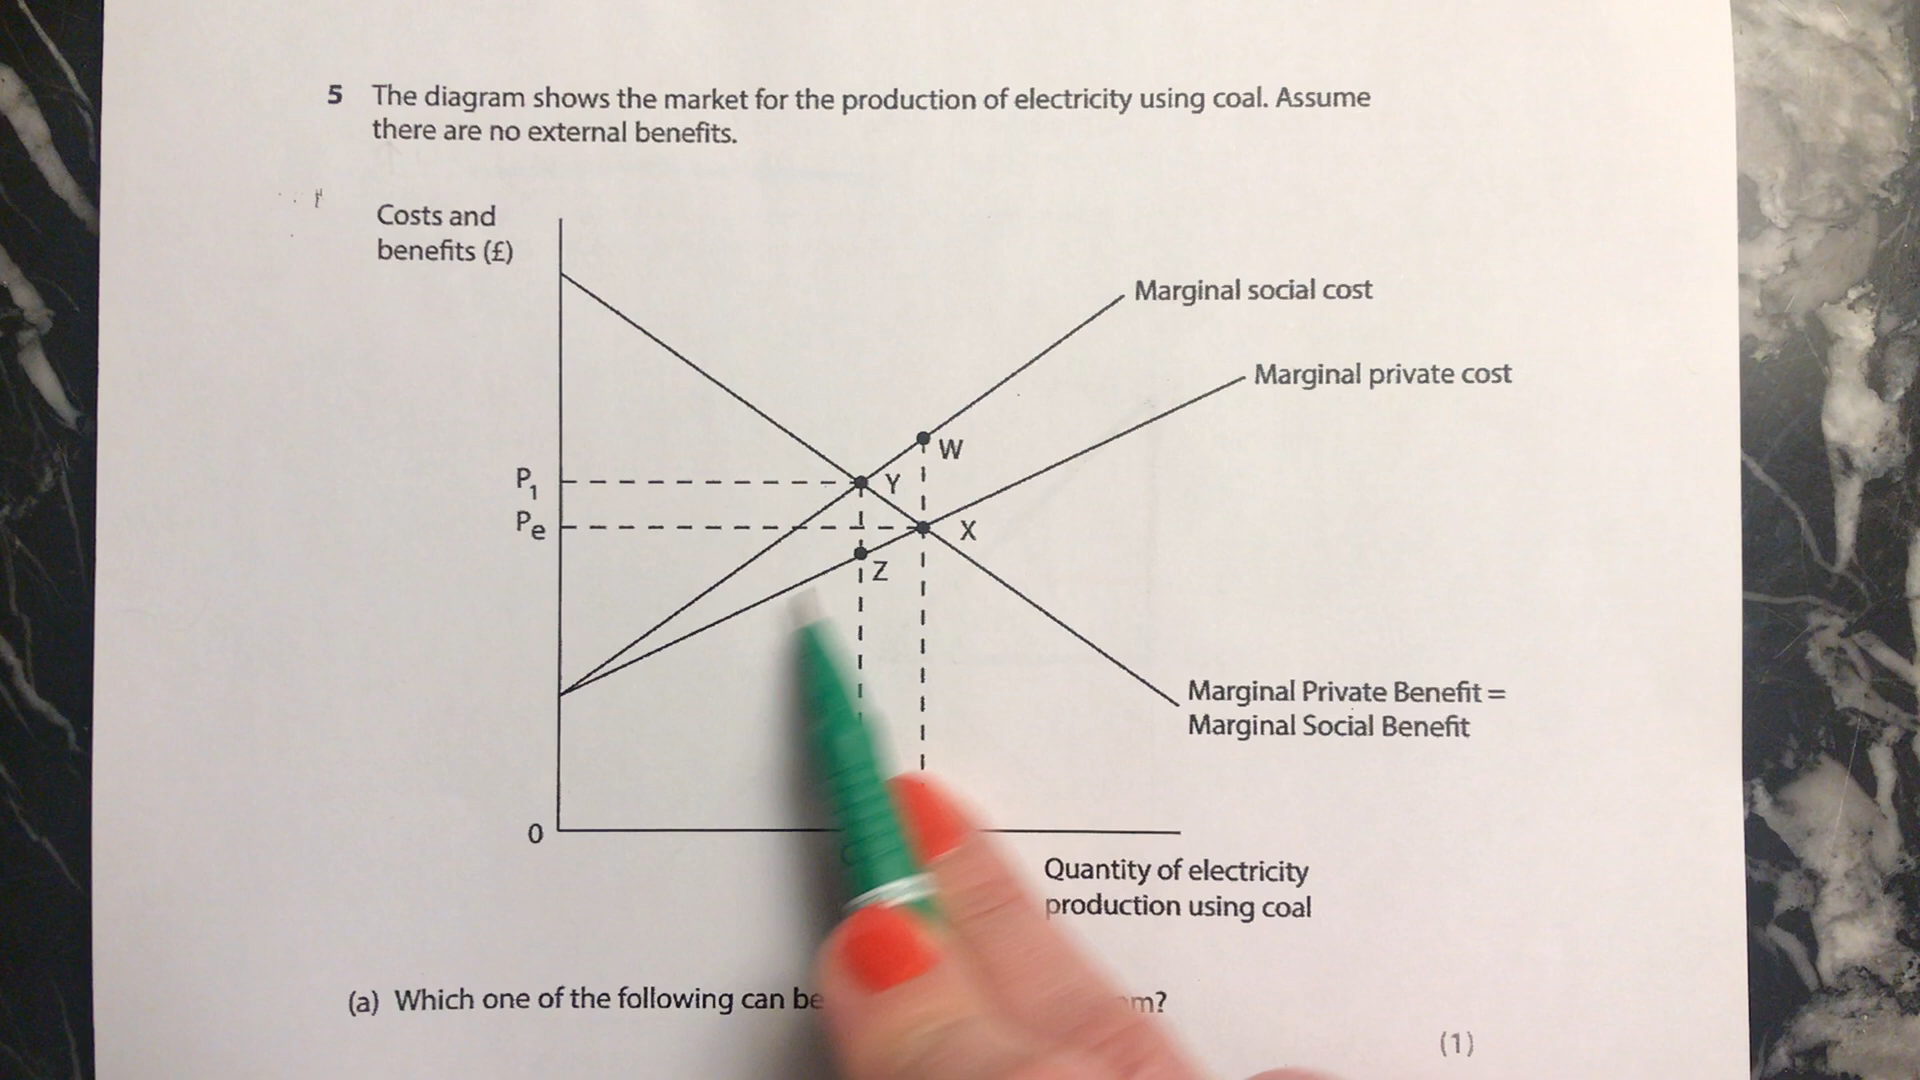 5 The diagram shows the market for the production of electricity using coal. Assume
there are no external benefits.
Costs and
benefits (£)
Marginal social cost
Marginal private cost
W
P1
Y
Pe
X
Z
Marginal Private Benefit =
Marginal Social Benefit
0
Quantity of electricity
production using coal
(a) Which one of the following can be
(1)